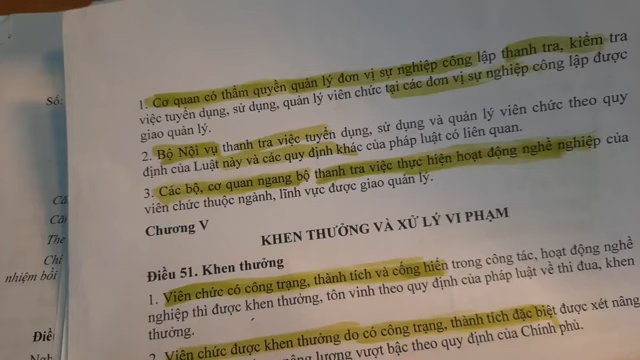 1. Cơ quan có thẩm quyền quản lý đơn vị sự nghiệp công lập thanh tra, kiểm tra
việc tuyển dụng, sử dụng, quản lý viên chức tại các đơn vị sự nghiệp công lập được
giao quản lý.
2. Bộ Nội vụ thanh tra việc tuyển dụng, sử dụng và quản lý viên chức theo quy
định của Luật này và các quy định khác của pháp luật có liên quan.
3. Các bộ, cơ quan ngang bộ thanh tra việc thực hiện hoạt động nghề nghiệp của
viên chức thuộc ngành, lĩnh vực được giao quản lý.
Chương V
KHEN THƯỞNG VÀ XỬ LÝ VI PHẠM
Điều 51. Khen thưởng
1. Viên chức có công trạng, thành tích và cống hiến trong công tác, hoạt động nghề
nghiệp thì được khen thưởng, tôn vinh theo quy định của pháp luật về thi đua, khen
thưởng.
2. Viên chức được khen thưởng do có công trạng, thành tích đặc biệt được xét nâng
lương vượt bậc theo quy định của Chính phủ.
Số:
The
Chỉ
nhiệm bồi
Điề